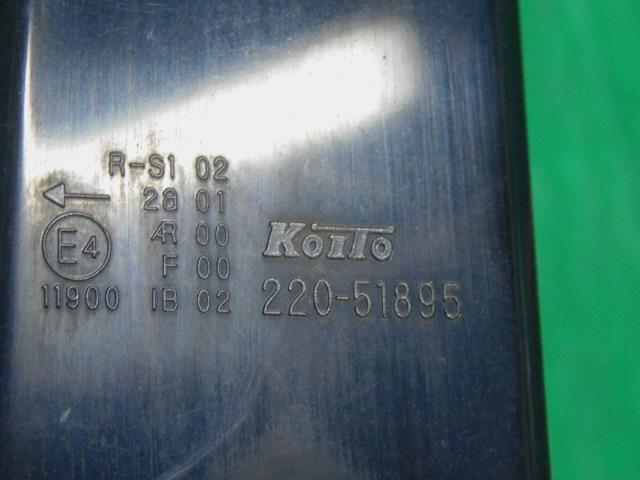 R-S1 02
← 2a 01
AR 00
E4
F 00
11900 IB 02
KOITO
220-51895